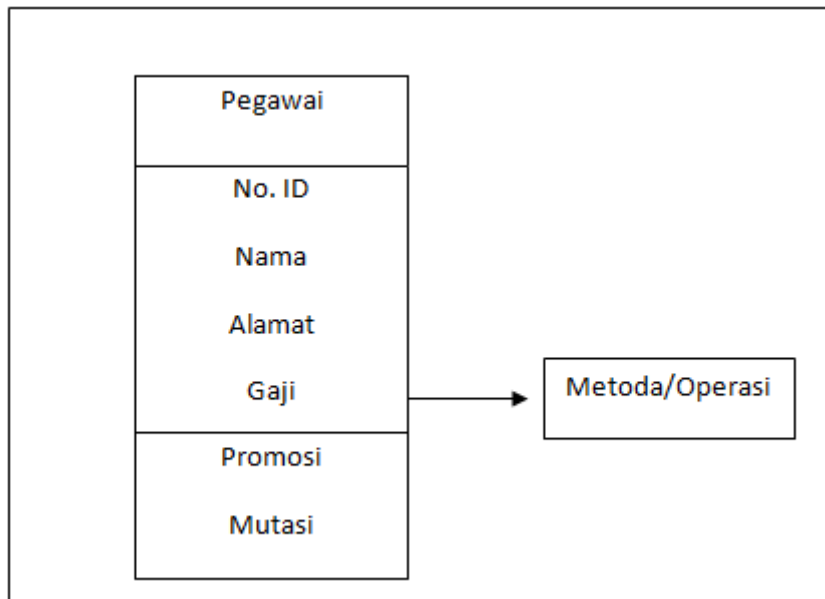 Pegawai
No. ID
Nama
Alamat
Gaji
Metoda/Operasi
Promosi
Mutasi